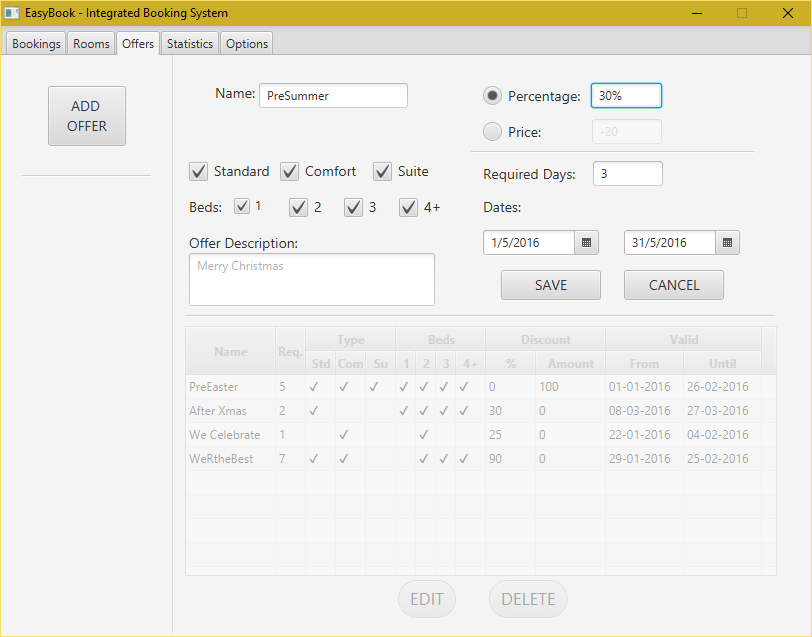 EasyBook - Integrated Booking System
Bookings Rooms Offers Statistics Options
ADD
OFFER
Name: PreSummer
Percentage: 30%
Price: -20
Standard Comfort Suite
Required Days: 3
Beds: 1 2 3 4+
Dates:
Offer Description:
1/5/2016 31/5/2016
Merry Christmas
SAVE CANCEL
Name Req. Type Beds Discount Valid
Std Com Su 1 2 3 4+ % Amount From Until
PreEaster 5 ✓ ✓ ✓ ✓ ✓ ✓ ✓ 0 100 01-01-2016 26-02-2016
After Xmas 2 ✓ ✓ ✓ ✓ ✓ 30 0 08-03-2016 27-03-2016
We Celebrate 1 ✓ ✓ 25 0 22-01-2016 04-02-2016
WeRtheBest 7 ✓ ✓ ✓ ✓ ✓ 90 0 29-01-2016 25-02-2016
EDIT DELETE